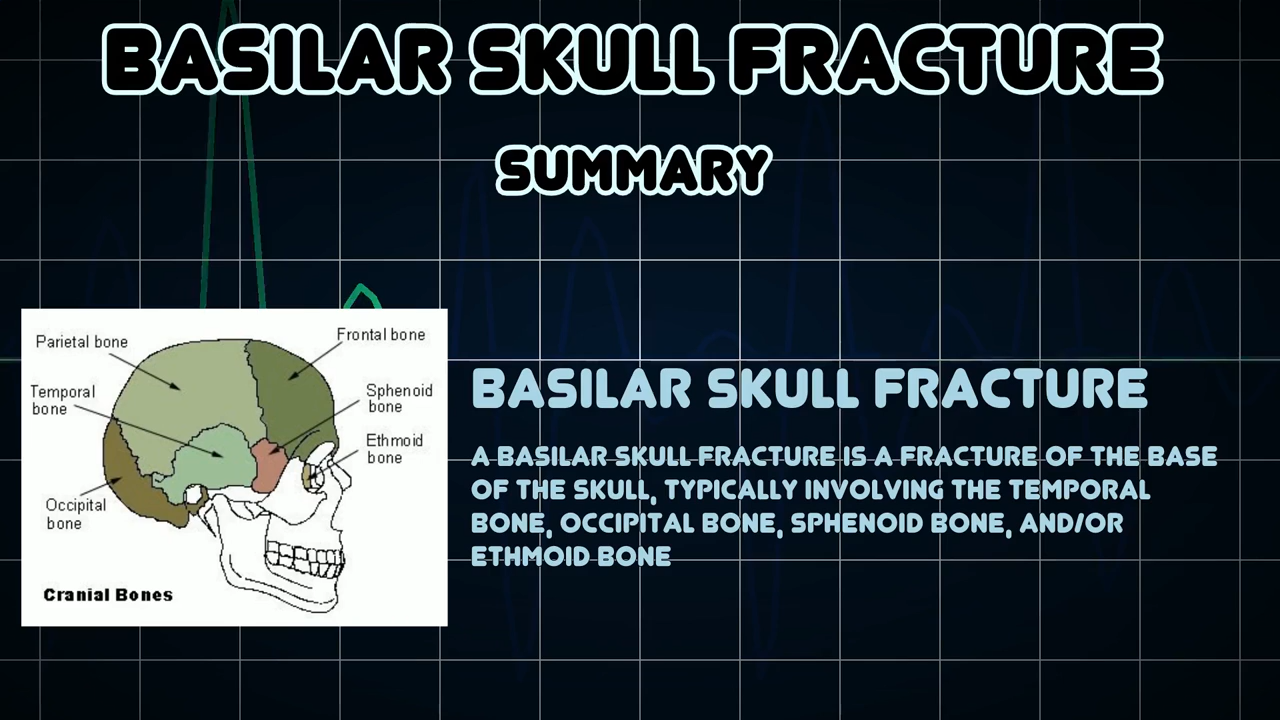 BASILAR SKULL FRACTURE
SUMMARY
Parietal bone
Frontal bone
Temporal
bone
Sphenoid
bone
Ethmoid
bone
Occipital
bone
Cranial Bones
BASILAR SKULL FRACTURE
A BASILAR SKULL FRACTURE IS A FRACTURE OF THE BASE
OF THE SKULL, TYPICALLY INVOLVING THE TEMPORAL
BONE, OCCIPITAL BONE, SPHENOID BONE, AND/OR
ETHMOID BONE